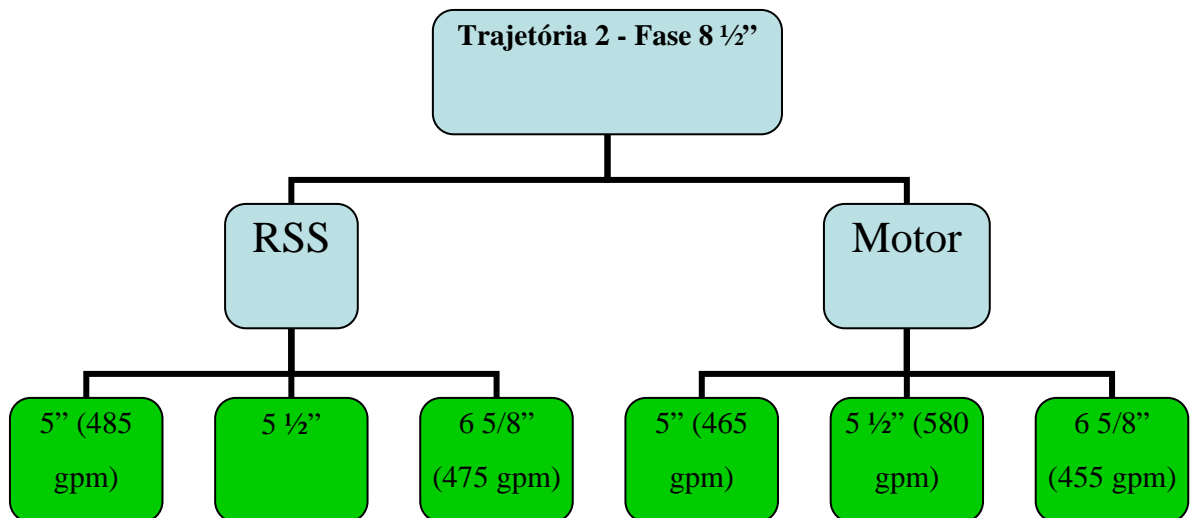 Trajetória 2 - Fase 8 ½”
RSS
Motor
5” (485
gpm)
5 ½”
6 5/8”
(475 gpm)
5” (465
gpm)
5 ½” (580
gpm)
6 5/8”
(455 gpm)